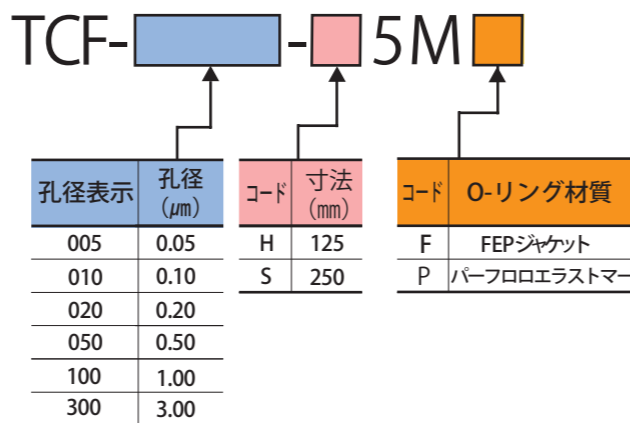 TCF- - 5M
孔径表示 孔径 (μm)
005 0.05
010 0.10
020 0.20
050 0.50
100 1.00
300 3.00
コード 寸法 (mm)
H 125
S 250
コード O-リング材質
F FEPジャケット
P パーフロロエラストマー